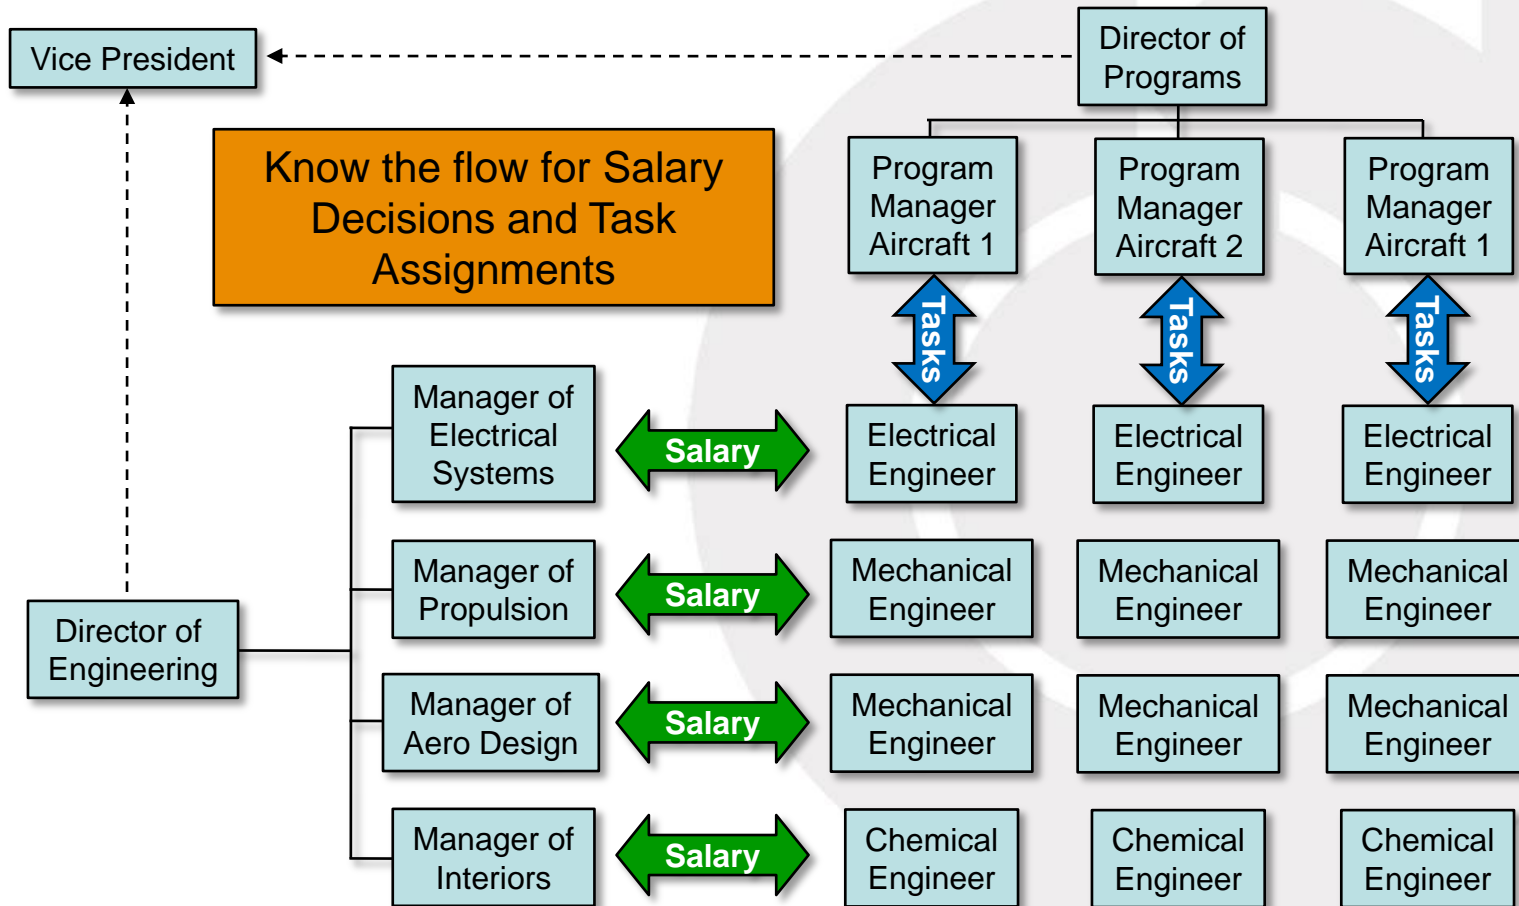 Vice President
Director of
Programs
Know the flow for Salary
Decisions and Task
Assignments
Program
Manager
Aircraft 1
Program
Manager
Aircraft 2
Program
Manager
Aircraft 1
Tasks
Tasks
Tasks
Manager of
Electrical
Systems
Salary
Electrical
Engineer
Electrical
Engineer
Electrical
Engineer
Director of
Engineering
Manager of
Propulsion
Salary
Mechanical
Engineer
Mechanical
Engineer
Mechanical
Engineer
Manager of
Aero Design
Salary
Mechanical
Engineer
Mechanical
Engineer
Mechanical
Engineer
Manager of
Interiors
Salary
Chemical
Engineer
Chemical
Engineer
Chemical
Engineer